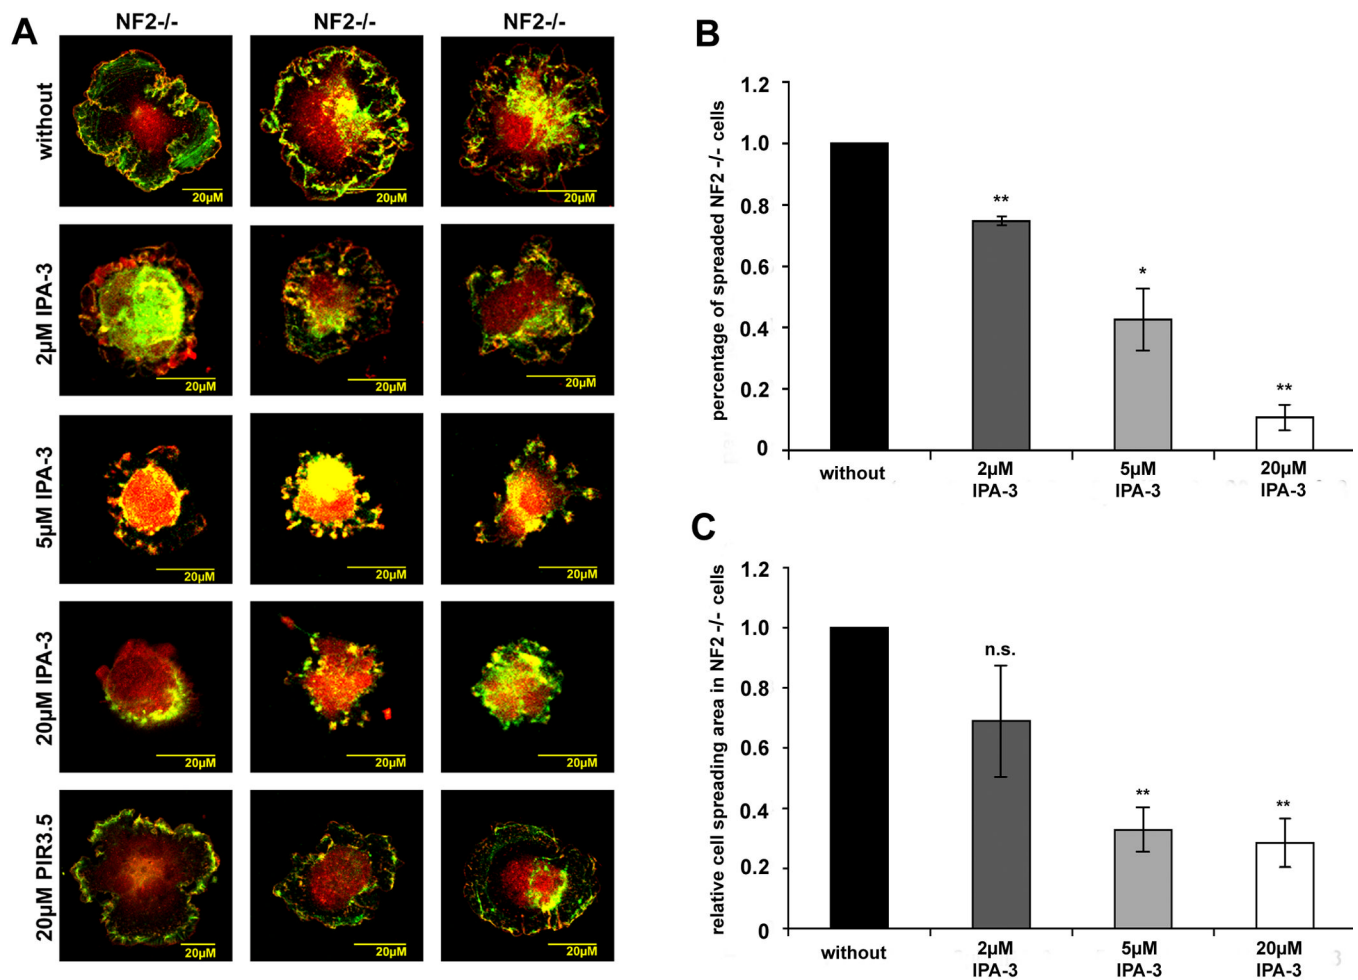 A
NF2-/-
NF2-/-
NF2-/-
without
20µM
20µM
20µM
2µM IPA-3
20µM
20µM
20µM
5µM IPA-3
20µM
20µM
20µM
20µM IPA-3
20µM
20µM
20µM
20µM PIR3.5
20µM
20µM
20µM
B
percentage of spreaded NF2 -/- cells
1.2
1.0
0.8
0.6
0.4
0.2
0
**
*
**
without
2µM
IPA-3
5µM
IPA-3
20µM
IPA-3
C
relative cell spreading area in NF2 -/- cells
1.2
1.0
0.8
0.6
0.4
0.2
0
n.s.
**
**
without
2µM
IPA-3
5µM
IPA-3
20µM
IPA-3